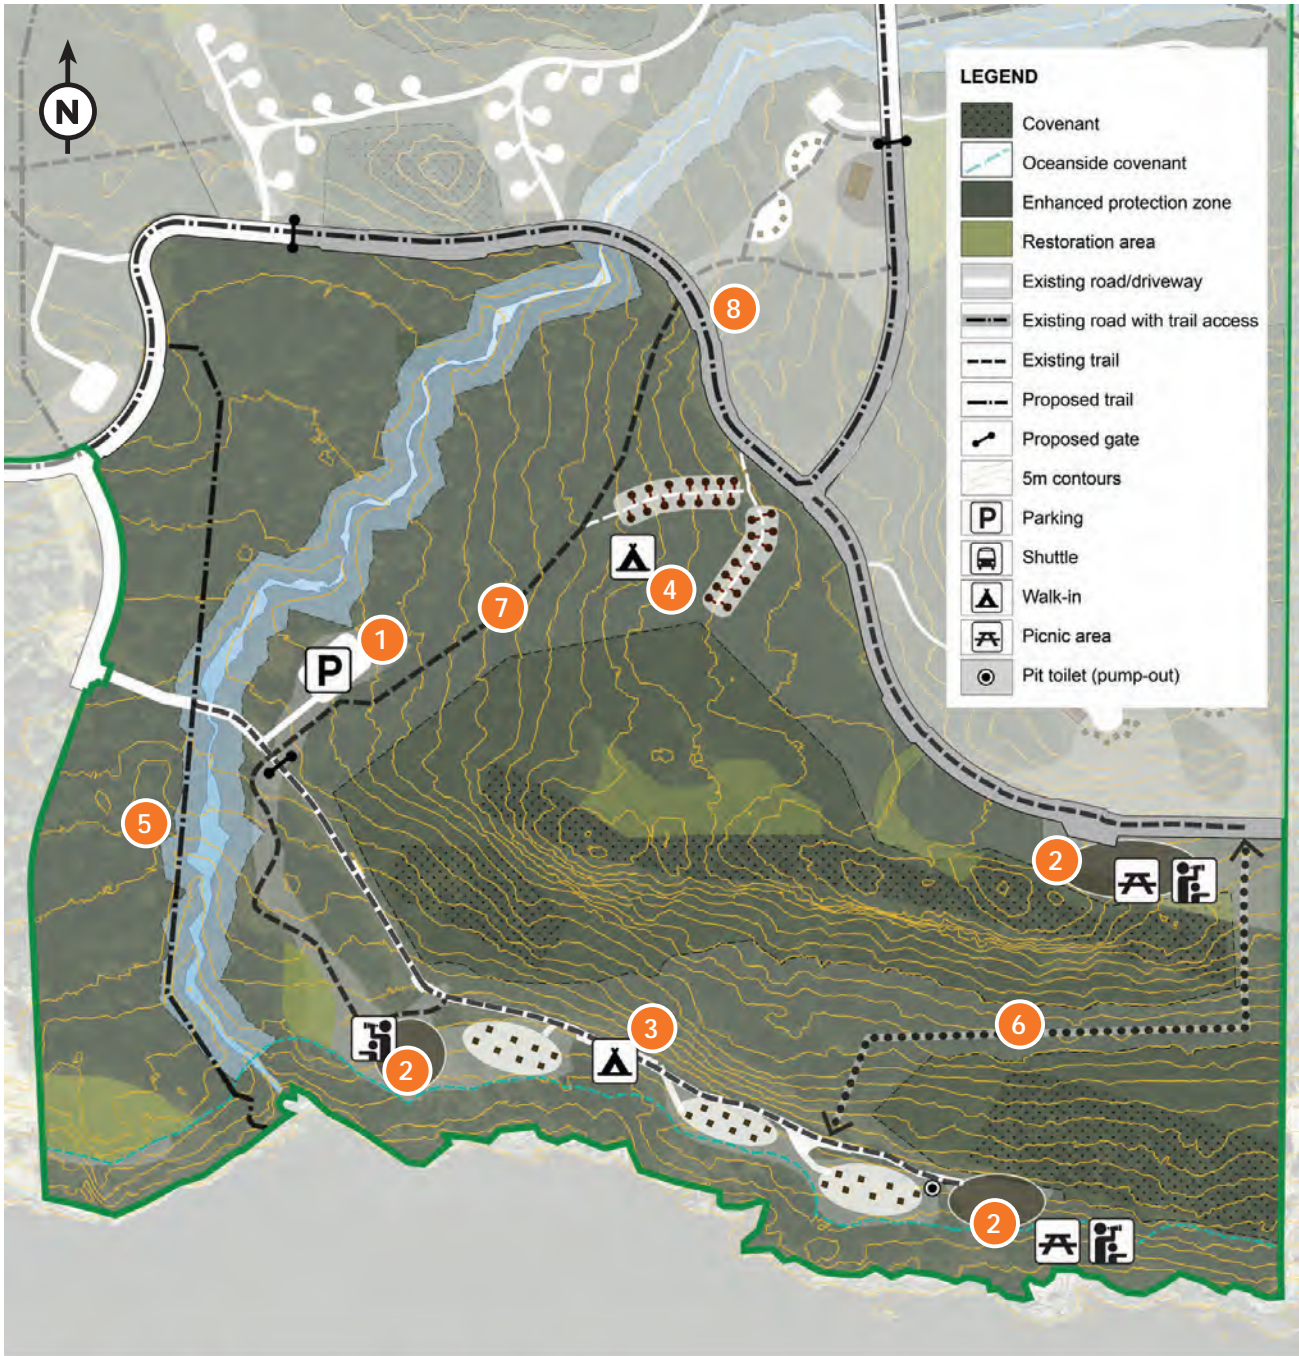 N
LEGEND
Covenant
Oceanside covenant
Enhanced protection zone
Restoration area
Existing road/driveway
Existing road with trail access
Existing trail
Proposed trail
Proposed gate
5m contours
P Parking
Shuttle
Walk-in
Picnic area
Pit toilet (pump-out)
8
4
7
1
P
5
2
6
3
2
2